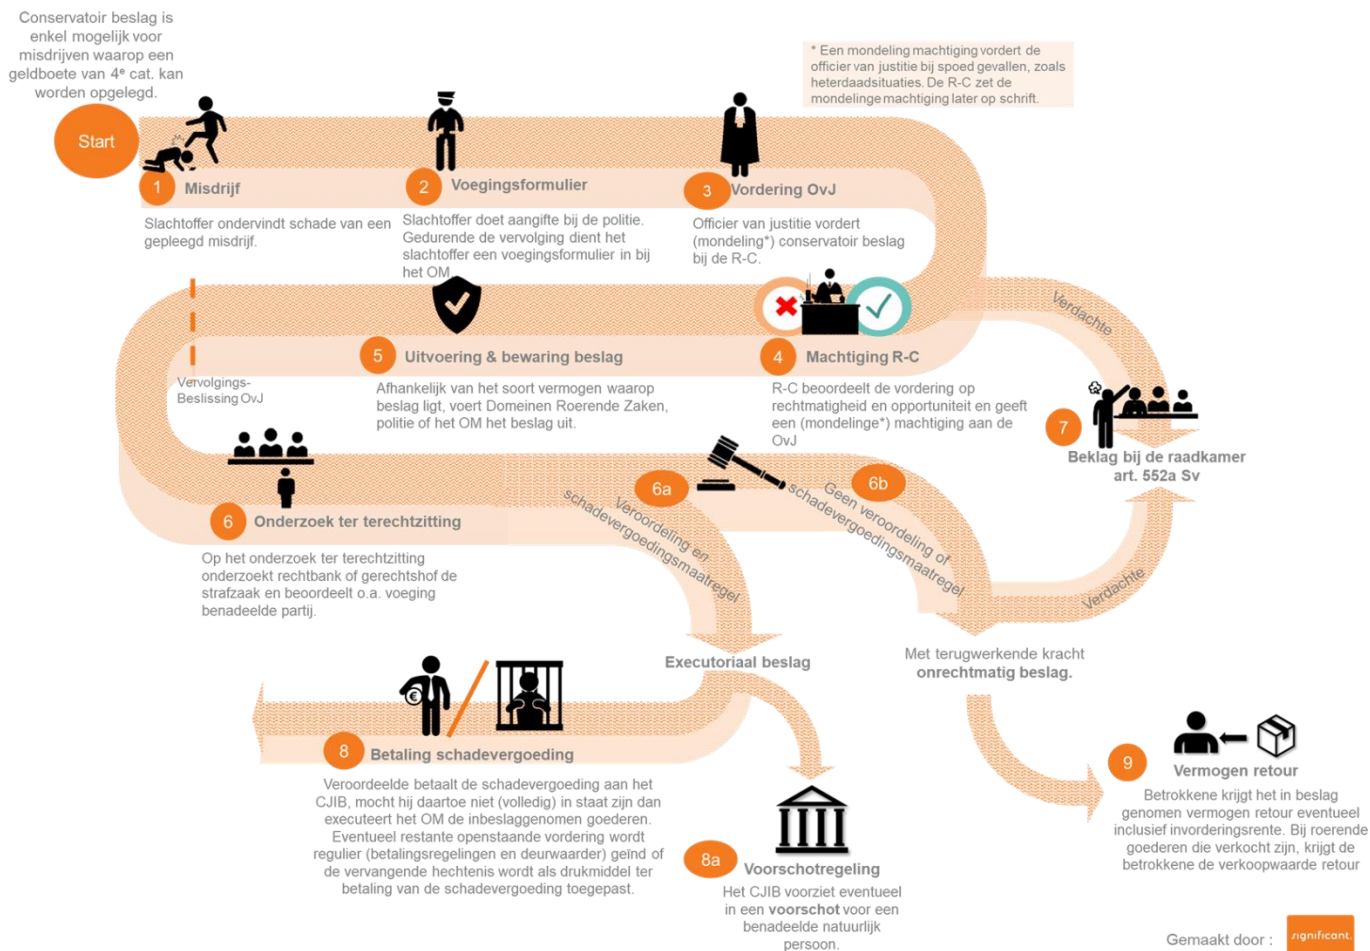 Conservatoir beslag is
enkel mogelijk voor
misdrijven waarop een
geldboete van 4e cat. kan
worden opgelegd.
* Een mondeling machtiging vordert de
officier van justitie bij spoed gevallen, zoals
heterdaadsituaties. De R-C zet de
mondelinge machtiging later op schrift.
Start
1 Misdrijf
Slachtoffer ondervindt schade van een
gepleegd misdrijf.
2 Voegingsformulier
Slachtoffer doet aangifte bij de politie.
Gedurende de vervolging dient het
slachtoffer een voegingsformulier in bij
het OM.
3 Vordering OvJ
Officier van justitie vordert
(mondeling*) conservatoir beslag
bij de R-C.
4 Machtiging R-C
R-C beoordeelt de vordering op
rechtmatigheid en opportuniteit en geeft
een (mondelinge*) machtiging aan de
OvJ
5 Uitvoering & bewaring beslag
Afhankelijk van het soort vermogen waarop
beslag ligt, voert Domeinen Roerende Zaken,
politie of het OM het beslag uit.
Vervolgings-
Beslissing OvJ
Verdachte
7
Beklag bij de raadkamer
art. 552a Sv
Verdachte
6 Onderzoek ter terechtzitting
Op het onderzoek ter terechtzitting
onderzoekt rechtbank of gerechtshof de
strafzaak en beoordeelt o.a. voeging
benadeelde partij.
6a
Veroordeling en
schadevergoedingsmaatregel
6b
Geen veroordeling of
schadevergoedingsmaatregel
Executoriaal beslag
Met terugwerkende kracht
onrechtmatig beslag.
€
8 Betaling schadevergoeding
Veroordeelde betaalt de schadevergoeding aan het
CJIB, mocht hij daartoe niet (volledig) in staat zijn dan
executeert het OM de inbeslaggenomen goederen.
Eventueel restante openstaande vordering wordt
regulier (betalingsregelingen en deurwaarder) geïnd of
de vervangende hechtenis wordt als drukmiddel ter
betaling van de schadevergoeding toegepast.
8a
Voorschotregeling
Het CJIB voorziet eventueel
in een voorschot voor een
benadeelde natuurlijk
persoon.
9
Vermogen retour
Betrokkene krijgt het in beslag
genomen vermogen retour eventueel
inclusief invorderingsrente. Bij roerende
goederen die verkocht zijn, krijgt de
betrokkene de verkoopwaarde retour
Gemaakt door :
significant.